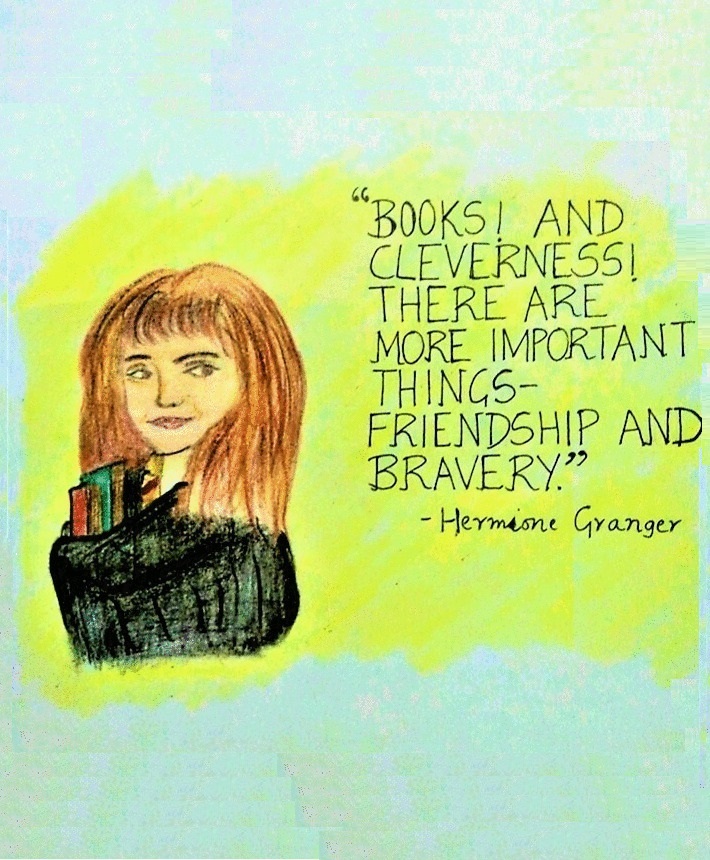 “BOOKS! AND
CLEVERNESS!
THERE ARE
MORE IMPORTANT
THINGS-
FRIENDSHIP AND
BRAVERY.”
- Hermione Granger